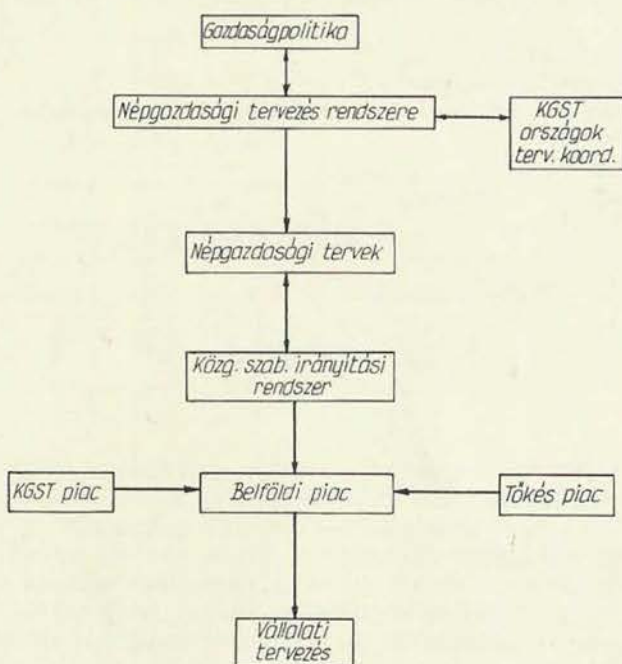 Gazdaságpolitika
Népgazdasági tervezés rendszere
KGST
országok
terv. koord.
Népgazdasági tervek
Közg. szab. irányítási
rendszer
KGST piac
Belföldi piac
Tőkés piac
Vállalati
tervezés